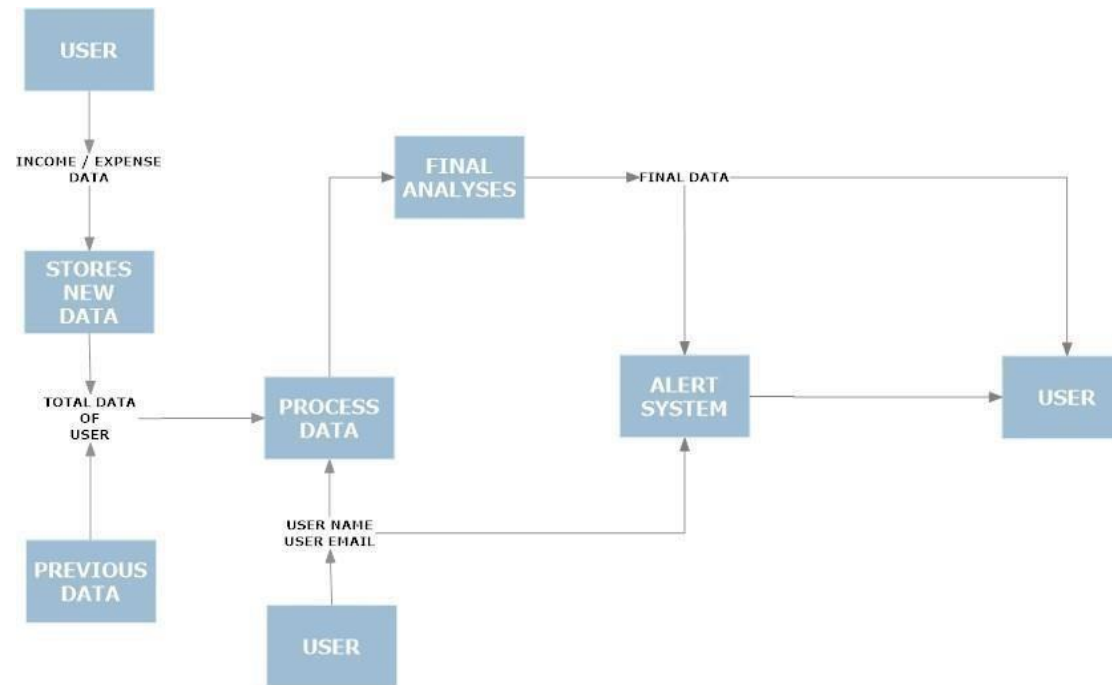 USER
INCOME / EXPENSE
DATA
STORES
NEW
DATA
TOTAL DATA
OF
USER
PREVIOUS
DATA
PROCESS
DATA
USER NAME
USER EMAIL
USER
FINAL
ANALYSES
FINAL DATA
ALERT
SYSTEM
USER